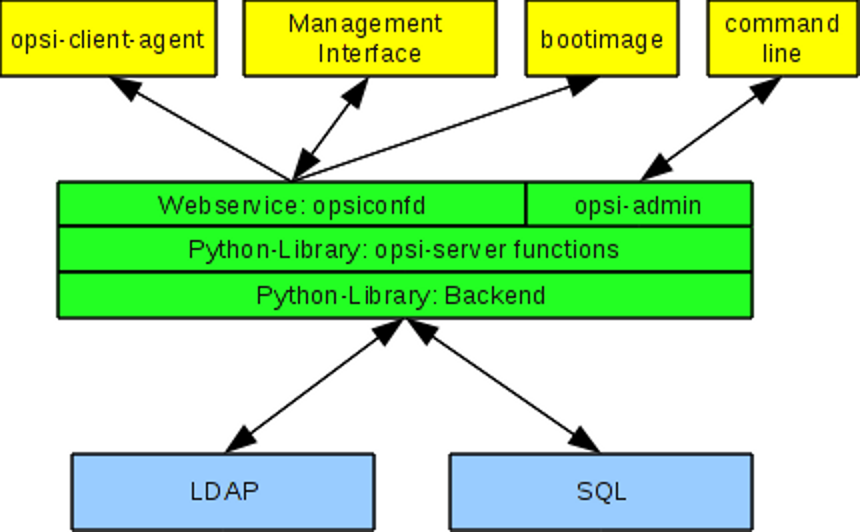 opsi-client-agent
Management
Interface
bootimage
command
line
Webservice: opsiconfd
opsi-admin
Python-Library: opsi-server functions
Python-Library: Backend
LDAP
SQL